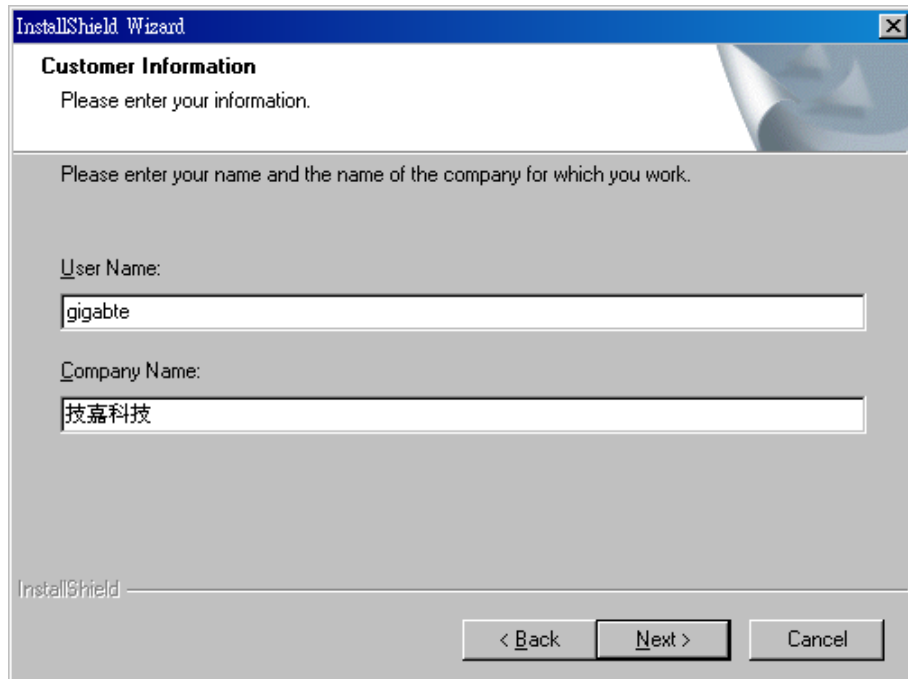 InstallShield Wizard
Customer Information
Please enter your information.
Please enter your name and the name of the company for which you work.
User Name:
gigabte
Company Name:
技嘉科技
InstallShield
< Back Next > Cancel